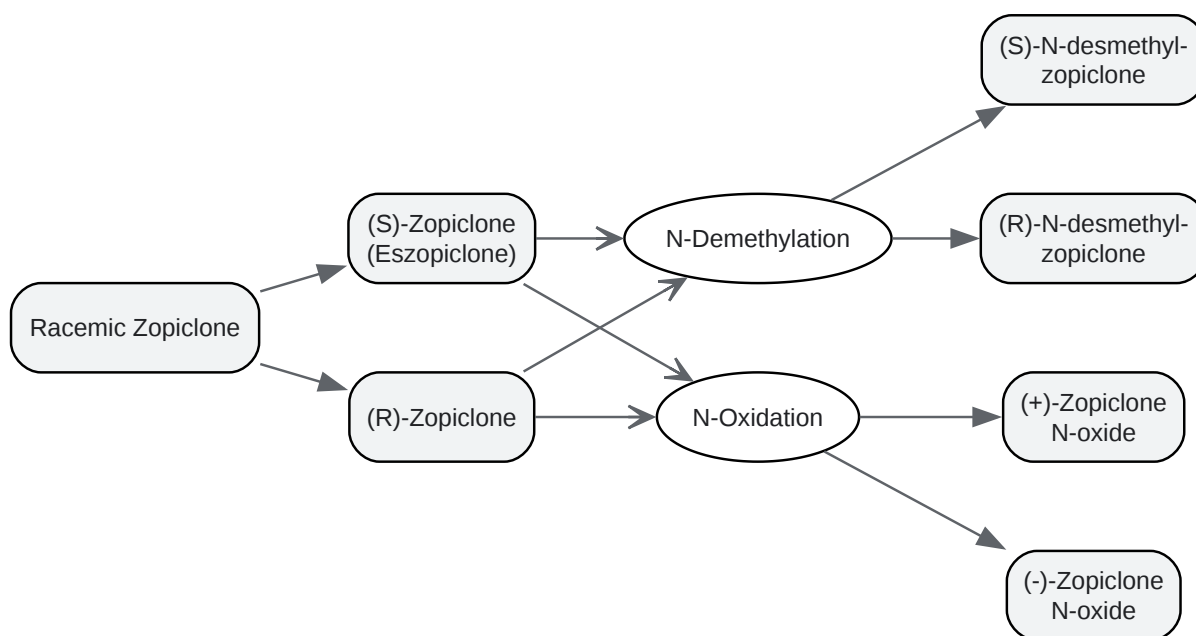 (S)-N-desmethyl-
zopiclone
(S)-Zopiclone
(Eszopiclone)
N-Demethylation
(R)-N-desmethyl-
zopiclone
Racemic Zopiclone
(R)-Zopiclone
N-Oxidation
(+)-Zopiclone
N-oxide
(-)-Zopiclone
N-oxide